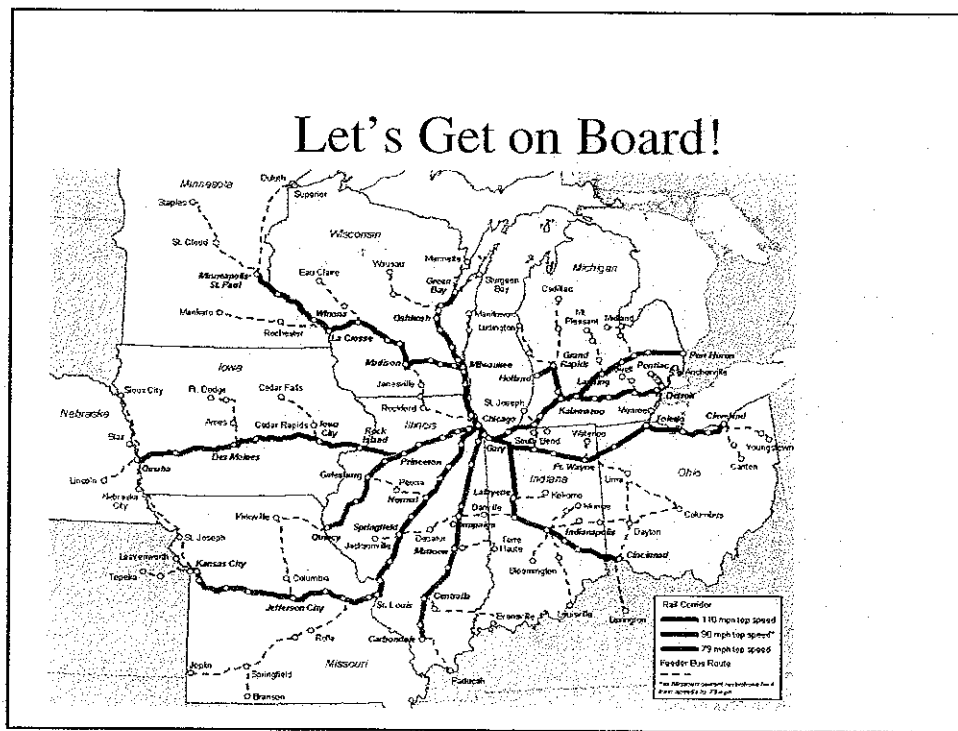 Let's Get on Board!
Minnesota
Duluth
Superior
Staples
St. Cloud
Wisconsin
Minneapolis
St. Paul
Eau Claire
Wausau
Green
Bay
Sturgeon
Bay
Michigan
Cadillac
Mt.
Pleasant
Midland
Mankato
Winona
Rochester
La Crosse
Oshkosh
Ludington
Madison
Milwaukee
Grand
Rapids
Holland
Lansing
Port Huron
Pontiac
Detroit
Iowa
Sioux City
Ft. Dodge
Cedar Falls
Janesville
Rockford
St. Joseph
Kalamazoo
Monroe
Toledo
Cleveland
Nebraska
Ames
Cedar Rapids
Iowa
City
Rock
Island
Illinois
Chicago
South Bend
Gary
Waterloo
Youngstown
Canton
Omaha
Des Moines
Princeton
Ft. Wayne
Ohio
Lincoln
Galesburg
Peoria
Normal
Indiana
Lima
Nebraska
City
Lafayette
Kokomo
Muncie
Columbus
Quincy
Springfield
Danville
Indianapolis
Dayton
St. Joseph
Jacksonville
Decatur
Mattoon
Terre
Haute
Cincinnati
Leavenworth
Topeka
Kansas City
Columbia
Bloomington
Jefferson City
St. Louis
Centralia
Evansville
Louisville
Rolla
Carbondale
Joplin
Missouri
Springfield
Branson
Paducah
Rail Corridor
110 mph top speed
90 mph top speed*
79 mph top speed
Feeder Bus Route